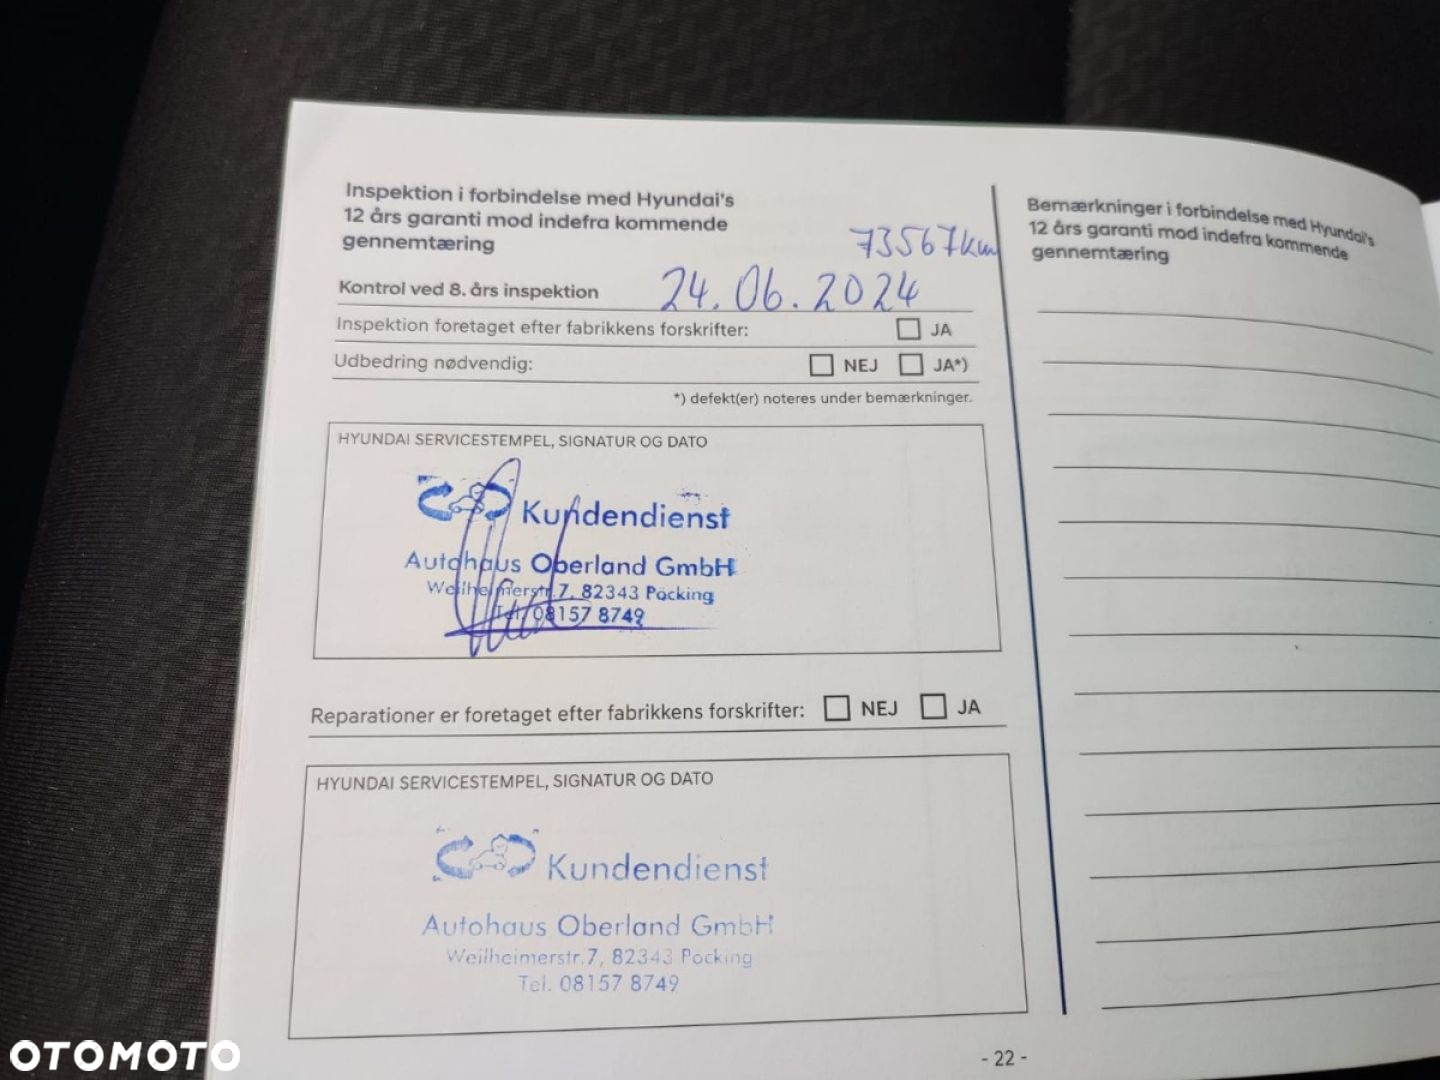 Inspektion i forbindelse med Hyundai's
12 års garanti mod indefra kommende
gennemtæring
73567km
Kontrol ved 8. års inspektion 24.06.2024
Inspektion foretaget efter fabrikkens forskrifter: JA
Udbedring nødvendig: NEJ JA*)
*) defekt(er) noteres under bemærkninger.
HYUNDAI SERVICESTEMPEL, SIGNATUR OG DATO
Kundendienst
Autohaus Oberland GmbH
Weilheimerstr.7, 82343 Pöcking
Tel. 08157 8749
Reparationer er foretaget efter fabrikkens forskrifter: NEJ JA
HYUNDAI SERVICESTEMPEL, SIGNATUR OG DATO
Kundendienst
Autohaus Oberland GmbH
Weilheimerstr.7, 82343 Pöcking
Tel. 08157 8749
- 22 -
Bemærkninger i forbindelse med Hyundai's
12 års garanti mod indefra kommende
gennemtæring
OTOMOTO